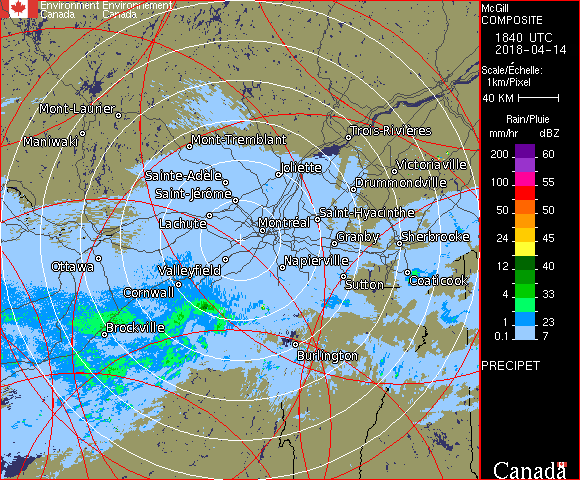 Environment Environnement
Canada Canada
McGill
COMPOSITE
1840 UTC
2018-04-14
Scale/Échelle:
1km/Pixel
40 KM
Rain/Pluie
mm/hr dBZ
200 60
100 55
50 50
24 45
12 40
4 33
1 23
0.1 7
PRECIPET
Canada
Mont-Laurier
Maniwaki
Mont-Tremblant
Trois-Rivières
Joliette
Victoriaville
Sainte-Adèle
Drummondville
Saint-Jérôme
Saint-Hyacinthe
Lachute
Montréal
Granby
Sherbrooke
Ottawa
Valleyfield
Napierville
Cornwall
Sutton
Coaticook
Brockville
Burlington